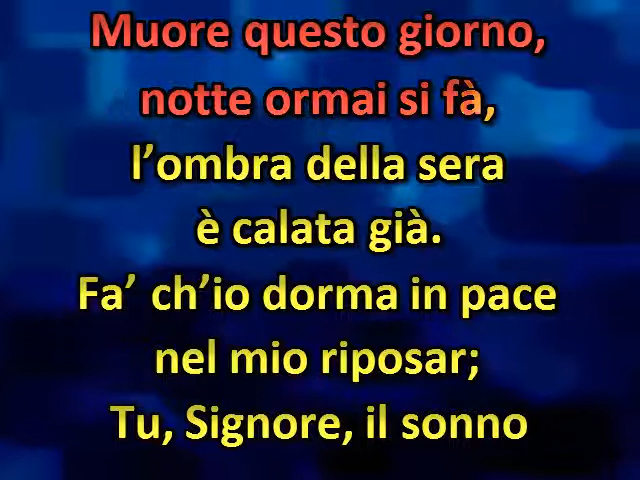 Muore questo giorno,
notte ormai si fà,
l’ombra della sera
è calata già.
Fa’ ch’io dorma in pace
nel mio riposar;
Tu, Signore, il sonno